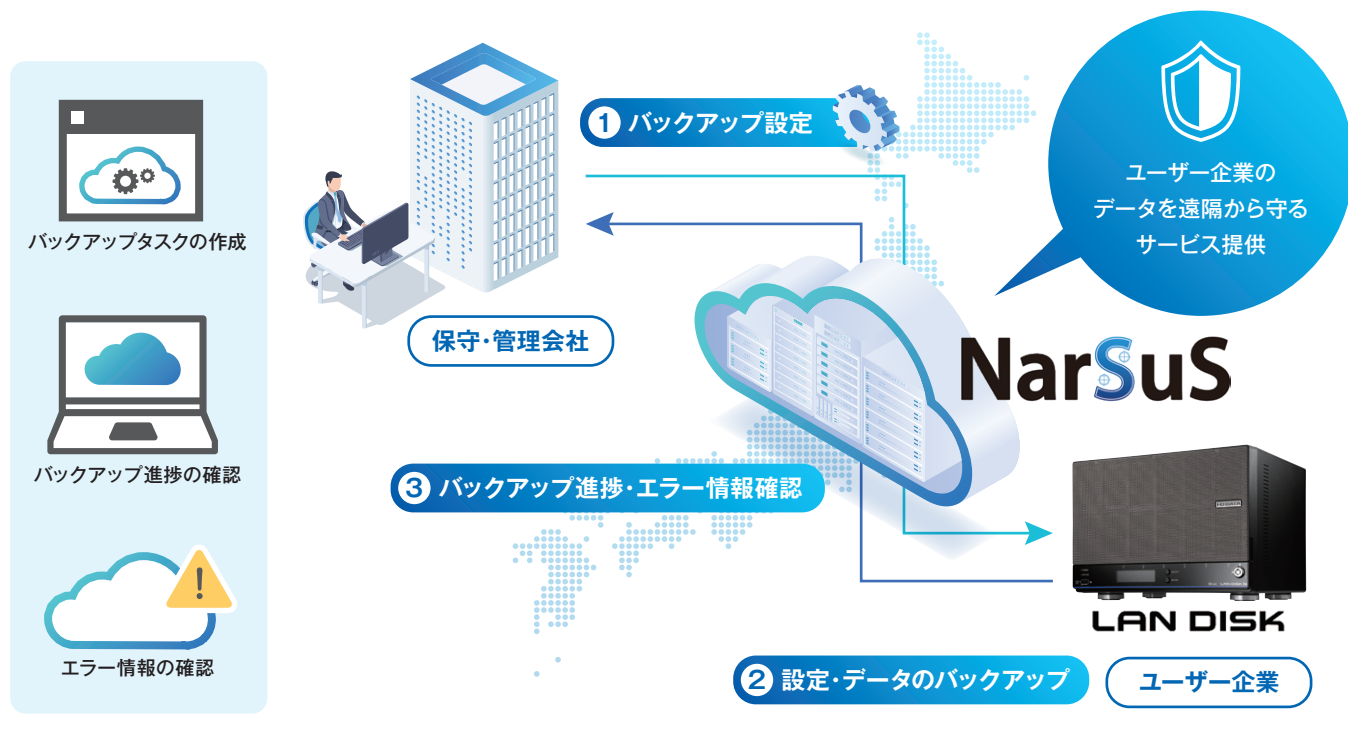 バックアップタスクの作成
バックアップ進捗の確認
エラー情報の確認
1 バックアップ設定
保守・管理会社
ユーザー企業の
データを遠隔から守る
サービス提供
NarSuS
3 バックアップ進捗・エラー情報確認
LAN DISK
2 設定・データのバックアップ
ユーザー企業